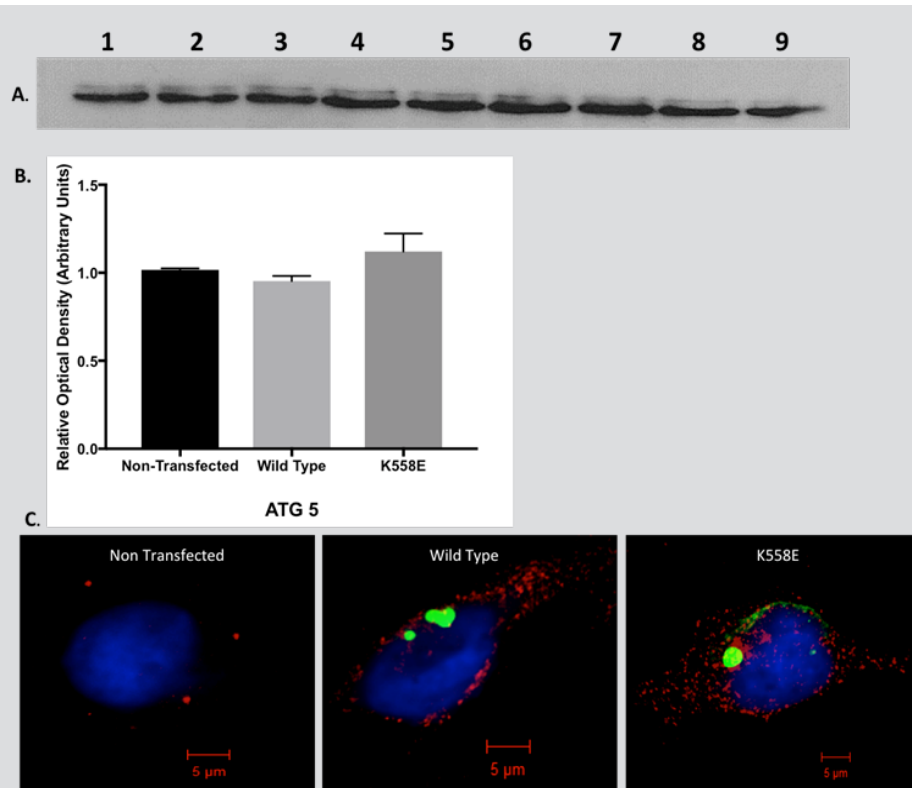 1 2 3 4 5 6 7 8 9
A.
B.
Relative Optical Density (Arbitrary Units)
1.5
1.0
0.5
0.0
Non-Transfected Wild Type K558E
ATG 5
C.
Non Transfected Wild Type K558E
5 µm 5 µm 5 µm